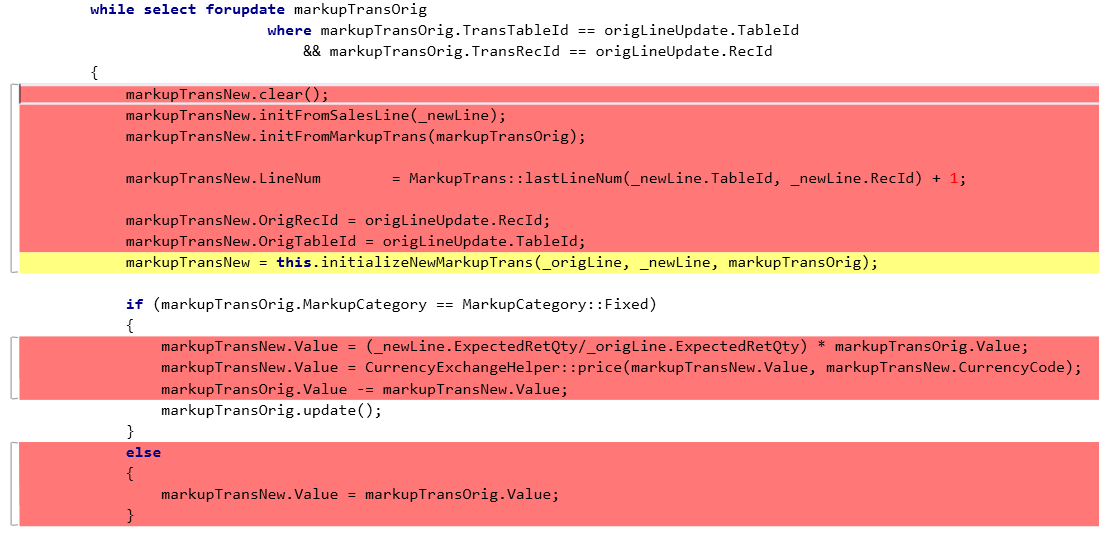 while select forupdate markupTransOrig
where markupTransOrig.TransTableId == origLineUpdate.TableId
&& markupTransOrig.TransRecId == origLineUpdate.RecId
{
markupTransNew.clear();
markupTransNew.initFromSalesLine(_newLine);
markupTransNew.initFromMarkupTrans(markupTransOrig);
markupTransNew.LineNum = MarkupTrans::lastLineNum(_newLine.TableId, _newLine.RecId) + 1;
markupTransNew.OrigRecId = origLineUpdate.RecId;
markupTransNew.OrigTableId = origLineUpdate.TableId;
markupTransNew = this.initializeNewMarkupTrans(_origLine, _newLine, markupTransOrig);
if (markupTransOrig.MarkupCategory == MarkupCategory::Fixed)
{
markupTransNew.Value = (_newLine.ExpectedRetQty/_origLine.ExpectedRetQty) * markupTransOrig.Value;
markupTransNew.Value = CurrencyExchangeHelper::price(markupTransNew.Value, markupTransNew.CurrencyCode);
markupTransOrig.Value -= markupTransNew.Value;
markupTransOrig.update();
}
else
{
markupTransNew.Value = markupTransOrig.Value;
}